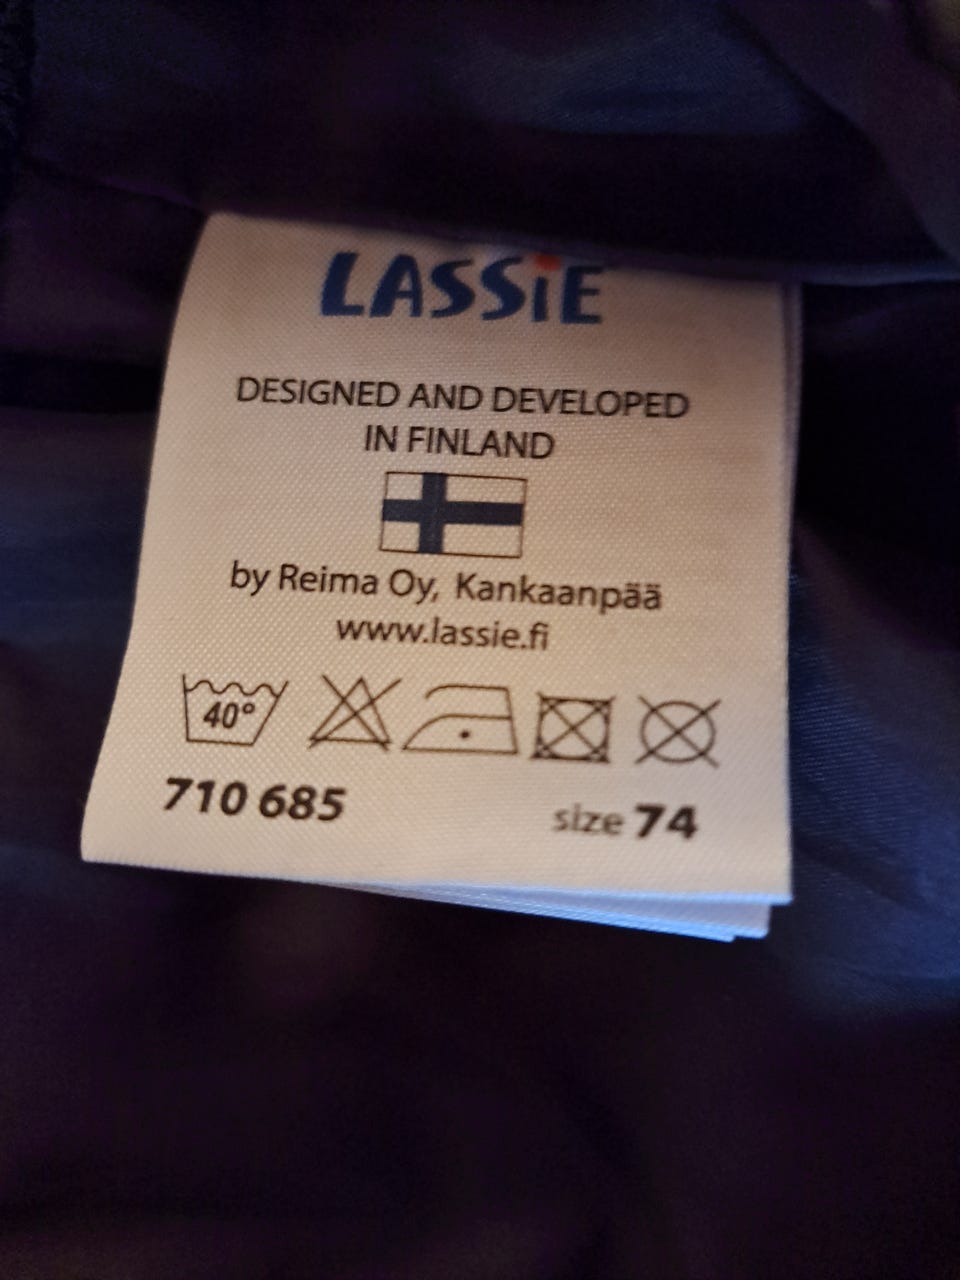 LASSiE
DESIGNED AND DEVELOPED
IN FINLAND
by Reima Oy, Kankaanpää
www.lassie.fi
40°
710 685 size 74